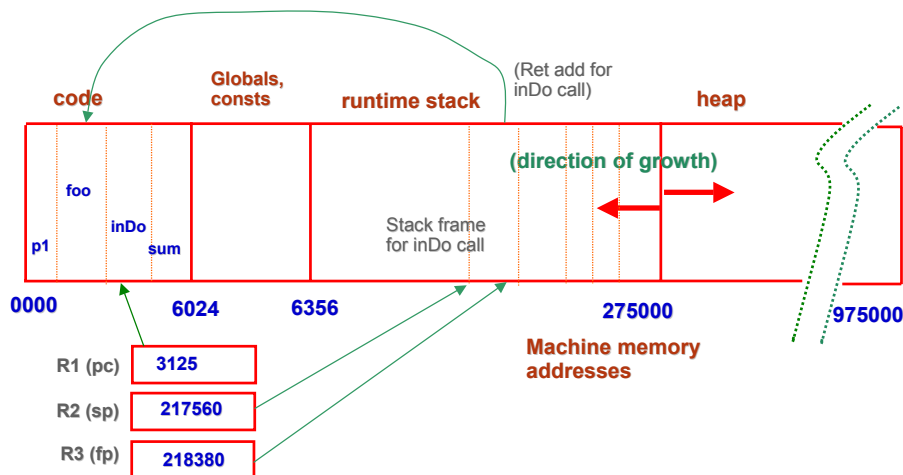 (Ret add for
inDo call)
code
Globals,
consts
runtime stack
heap
(direction of growth)
foo
p1
inDo
sum
Stack frame
for inDo call
0000
6024
6356
275000
975000
Machine memory
addresses
R1 (pc)
3125
R2 (sp)
217560
R3 (fp)
218380